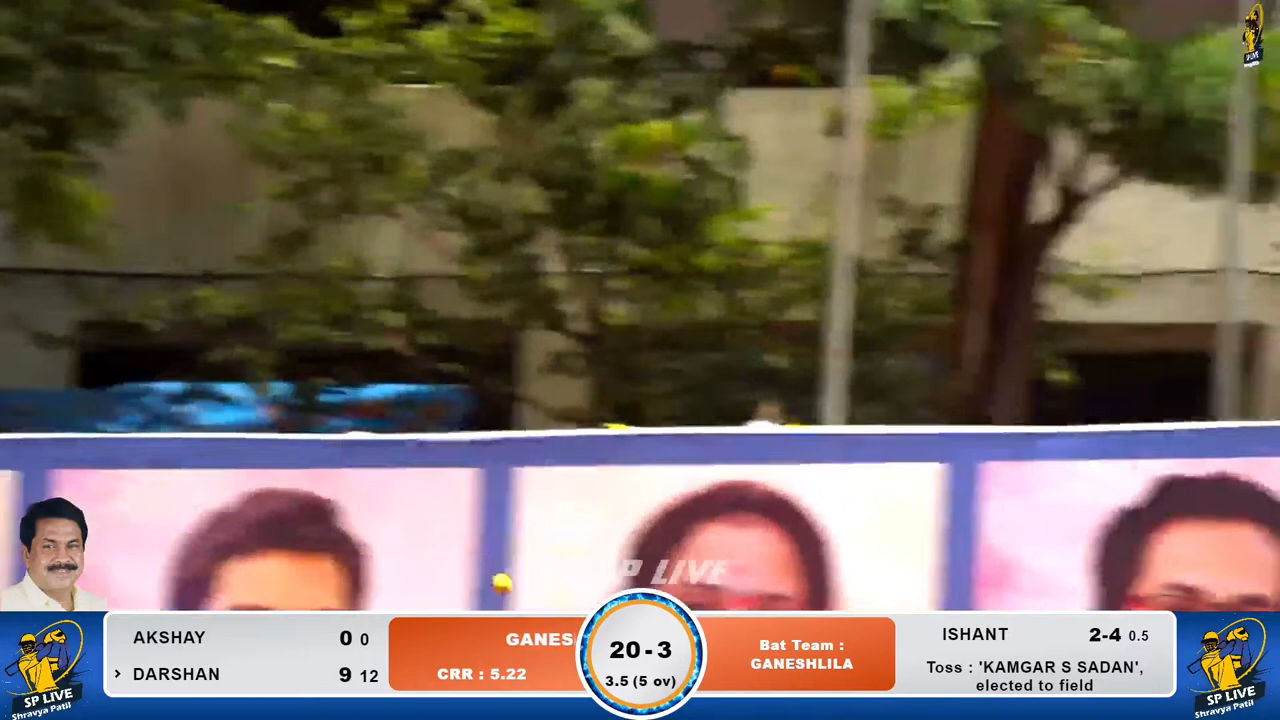 P LIVE
AKSHAY 0 0
DARSHAN 9 12
GANES
CRR : 5.22
20-3
3.5 (5 ov)
Bat Team :
GANESHLILA
ISHANT 2-4 0.5
Toss : 'KAMGAR S SADAN',
elected to field
SP LIVE
Shravya Patil
SP LIVE
Shravya Patil